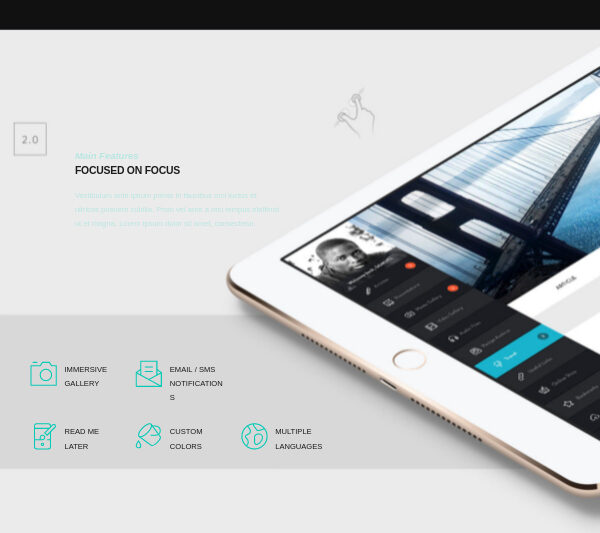 2.0
Main Features
FOCUSED ON FOCUS
Vestibulum ante ipsum primis in faucibus orci luctus et
ultrices posuere cubilia. Proin vel ante a orci tempus eleifend
ut et magna. Lorem ipsum dolor sit amet, consectetur.
ARTICLE
IMMERSIVE
GALLERY
EMAIL / SMS
NOTIFICATION
S
READ ME
LATER
CUSTOM
COLORS
MULTIPLE
LANGUAGES